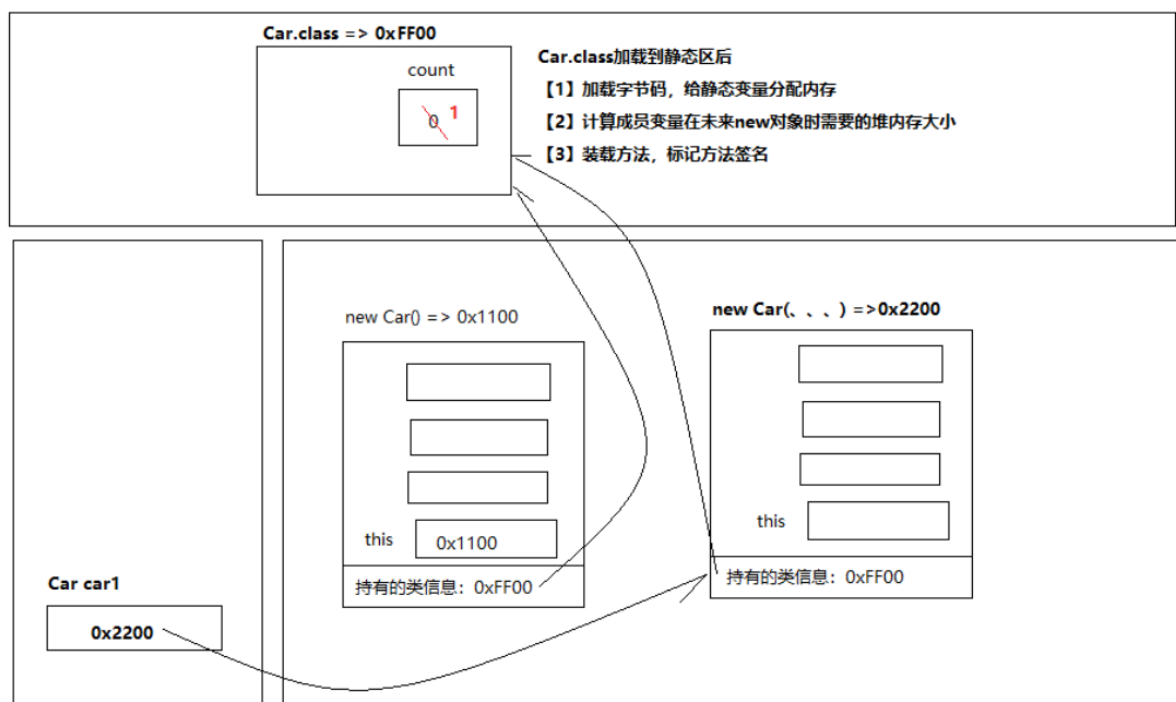 Car.class => 0xFF00
count
0 1
Car.class加载到静态区后
【1】加载字节码，给静态变量分配内存
【2】计算成员变量在未来new对象时需要的堆内存大小
【3】装载方法，标记方法签名
new Car() => 0x1100
this 0x1100
持有的类信息：0xFF00
new Car(、、、) =>0x2200
this
持有的类信息：0xFF00
Car car1
0x2200